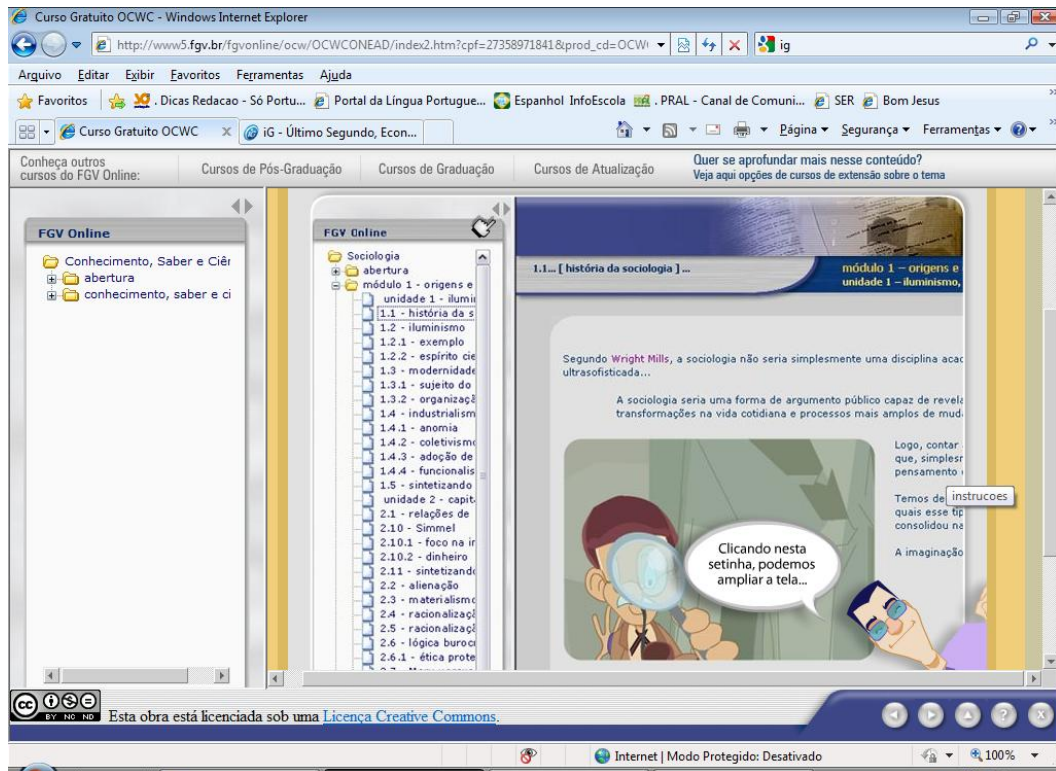 Curso Gratuito OCWC - Windows Internet Explorer
http://www5.fgv.br/fgvonline/ocw/OCWCONEAD/index2.htm?cpf=27358971841&prod_cd=OCW
ig
Arquivo Editar Exibir Favoritos Ferramentas Ajuda
Favoritos . Dicas Redacao - Só Portu... Portal da Língua Portugue... Espanhol InfoEscola . PRAL - Canal de Comuni... SER Bom Jesus
Curso Gratuito OCWC x iG - Último Segundo, Econ... Página Segurança Ferramentas
Conheça outros
cursos do FGV Online:
Cursos de Pós-Graduação Cursos de Graduação Cursos de Atualização
Quer se aprofundar mais nesse conteúdo?
Veja aqui opções de cursos de extensão sobre o tema
FGV Online
Conhecimento, Saber e Ciêr
abertura
conhecimento, saber e ci
FGV Online
Sociologia
abertura
módulo 1 - origens e
unidade 1 - ilumi
1.1 - história da s
1.2 - iluminismo
1.2.1 - exemplo
1.2.2 - espírito cie
1.3 - modernidade
1.3.1 - sujeito do
1.3.2 - organizaçã
1.4 - industrialism
1.4.1 - anomia
1.4.2 - coletivismo
1.4.3 - adoção de
1.4.4 - funcionalis
1.5 - sintetizando
unidade 2 - capit
2.1 - relações de
2.10 - Simmel
2.10.1 - foco na in
2.10.2 - dinheiro
2.11 - sintetizando
2.2 - alienação
2.3 - materialismo
2.4 - racionalizaçã
2.5 - racionalizaçã
2.6 - lógica buroc
2.6.1 - ética prote
1.1... [ história da sociologia ] ...
módulo 1 – origens e
unidade 1 – iluminismo,
Segundo Wright Mills, a sociologia não seria simplesmente uma disciplina acad
ultrasofisticada...
A sociologia seria uma forma de argumento público capaz de revela
transformações na vida cotidiana e processos mais amplos de mud
Logo, contar
que, simplesr
pensamento
Temos de
quais esse tip
consolidou na
A imaginação
instrucoes
Clicando nesta
setinha, podemos
ampliar a tela...
cc BY NC ND Esta obra está licenciada sob uma Licença Creative Commons.
Internet | Modo Protegido: Desativado 100%